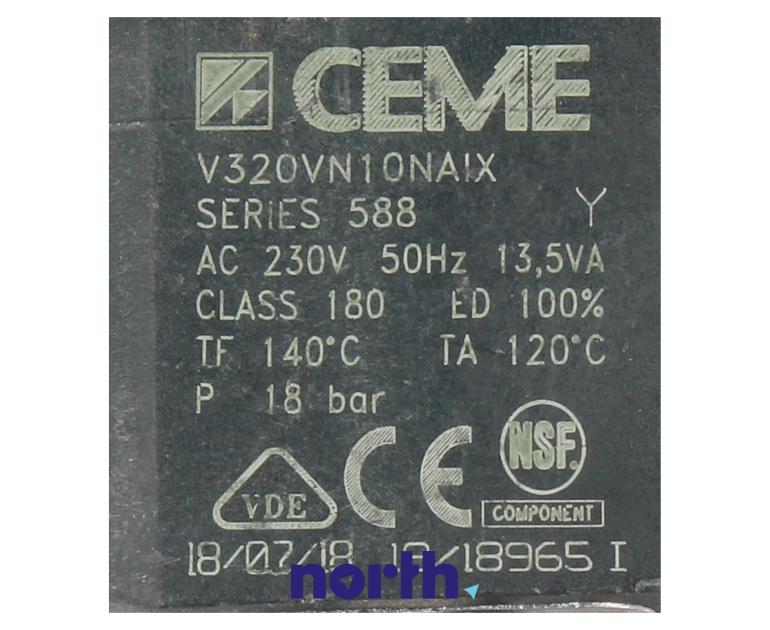 CEME
V320VN10NAIX
SERIES 588 Y
AC 230V 50Hz 13,5VA
CLASS 180 ED 100%
TF 140°C TA 120°C
P 18 bar
VDE CE NSF.
COMPONENT
18/07/18 18965 I
north